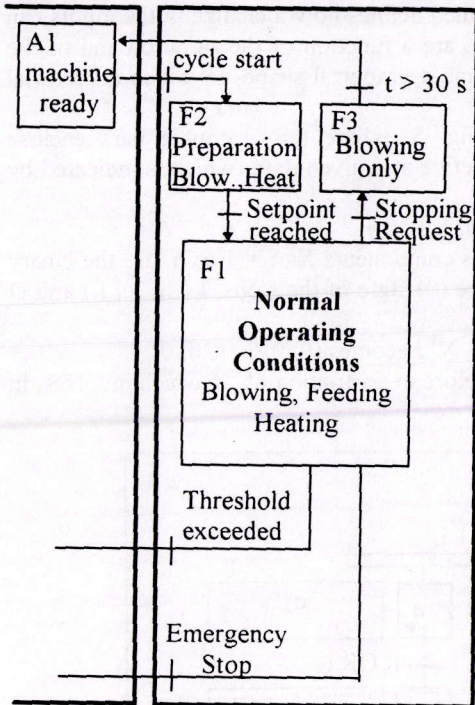 A1
machine
ready
cycle start
t > 30 s
F2
Preparation
Blow.. Heat
F3
Blowing
only
Setpoint
reached
Stopping
Request
F1
Normal
Operating
Conditions
Blowing, Feeding
Heating
Threshold
exceeded
Emergency
Stop